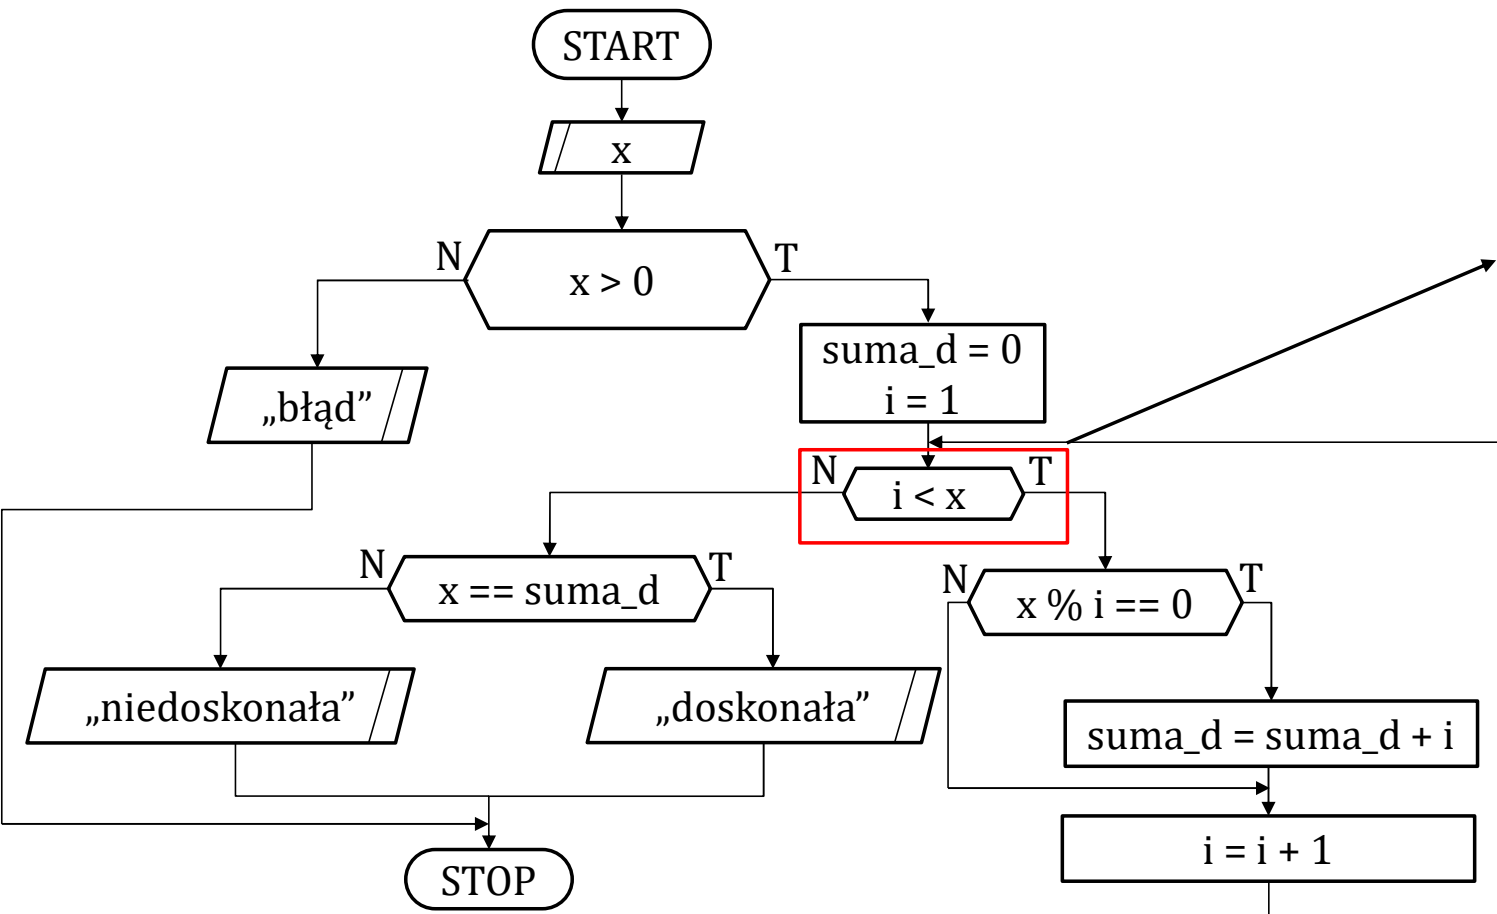 START
x
N
x > 0
T
suma_d = 0
i = 1
„błąd”
N
i < x
T
N
x == suma_d
T
N
x % i == 0
T
„niedoskonała”
„doskonała”
suma_d = suma_d + i
i = i + 1
STOP